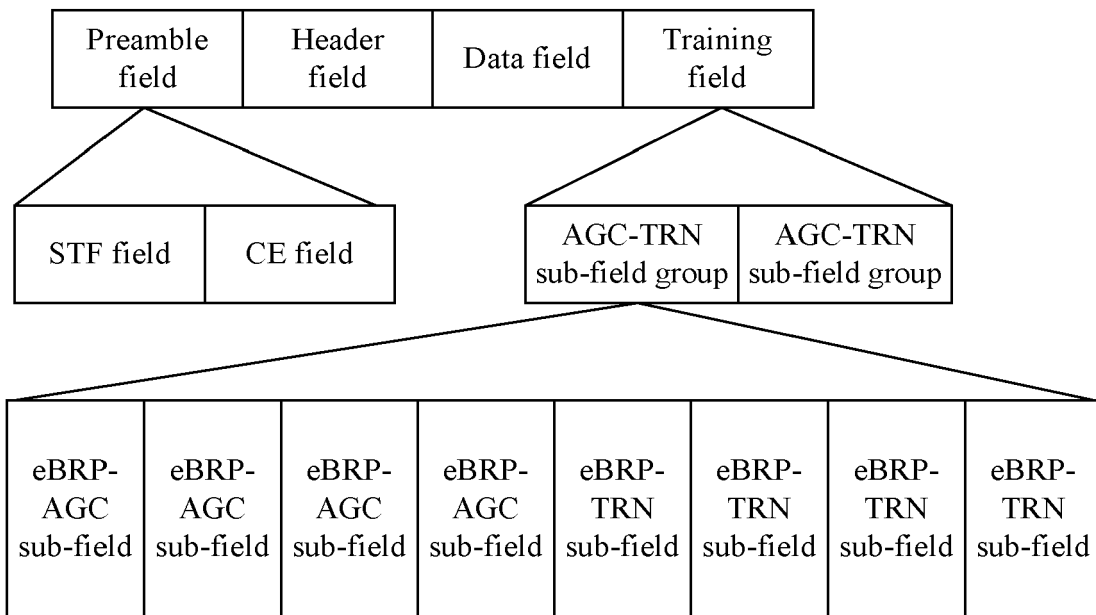 Preamble
field
Header
field
Data field
Training
field
STF field
CE field
AGC-TRN
sub-field group
AGC-TRN
sub-field group
eBRP-
AGC
sub-field
eBRP-
AGC
sub-field
eBRP-
AGC
sub-field
eBRP-
AGC
sub-field
eBRP-
TRN
sub-field
eBRP-
TRN
sub-field
eBRP-
TRN
sub-field
eBRP-
TRN
sub-field